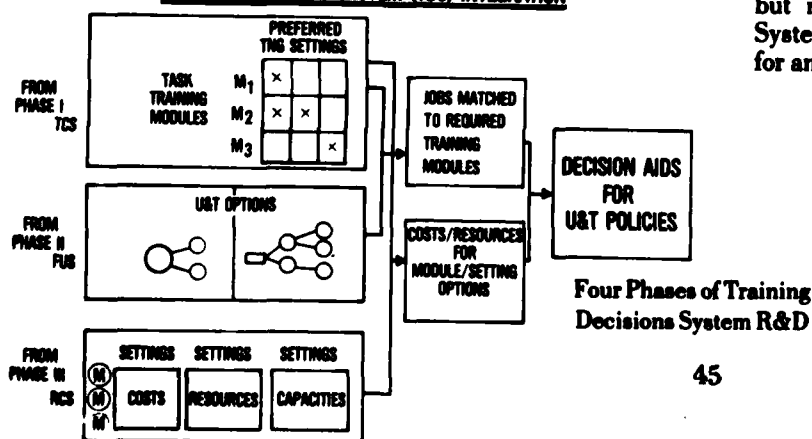 but
System
for an
PREFERRED
TNG SETTINGS
FROM
PHASE I
TCS
TASK
TRAINING
MODULES
M1
×
M2
× ×
M3
×
JOBS MATCHED
TO REQUIRED
TRAINING
MODULES
FROM
PHASE II
FUS
U&T OPTIONS
COSTS/RESOURCES
FOR
MODULE/SETTING
OPTIONS
DECISION AIDS
FOR
U&T POLICIES
FROM
PHASE III
RCS
SETTINGS SETTINGS SETTINGS
M
M
M
COSTS RESOURCES CAPACITIES
Four Phases of Training
Decisions System R&D
45